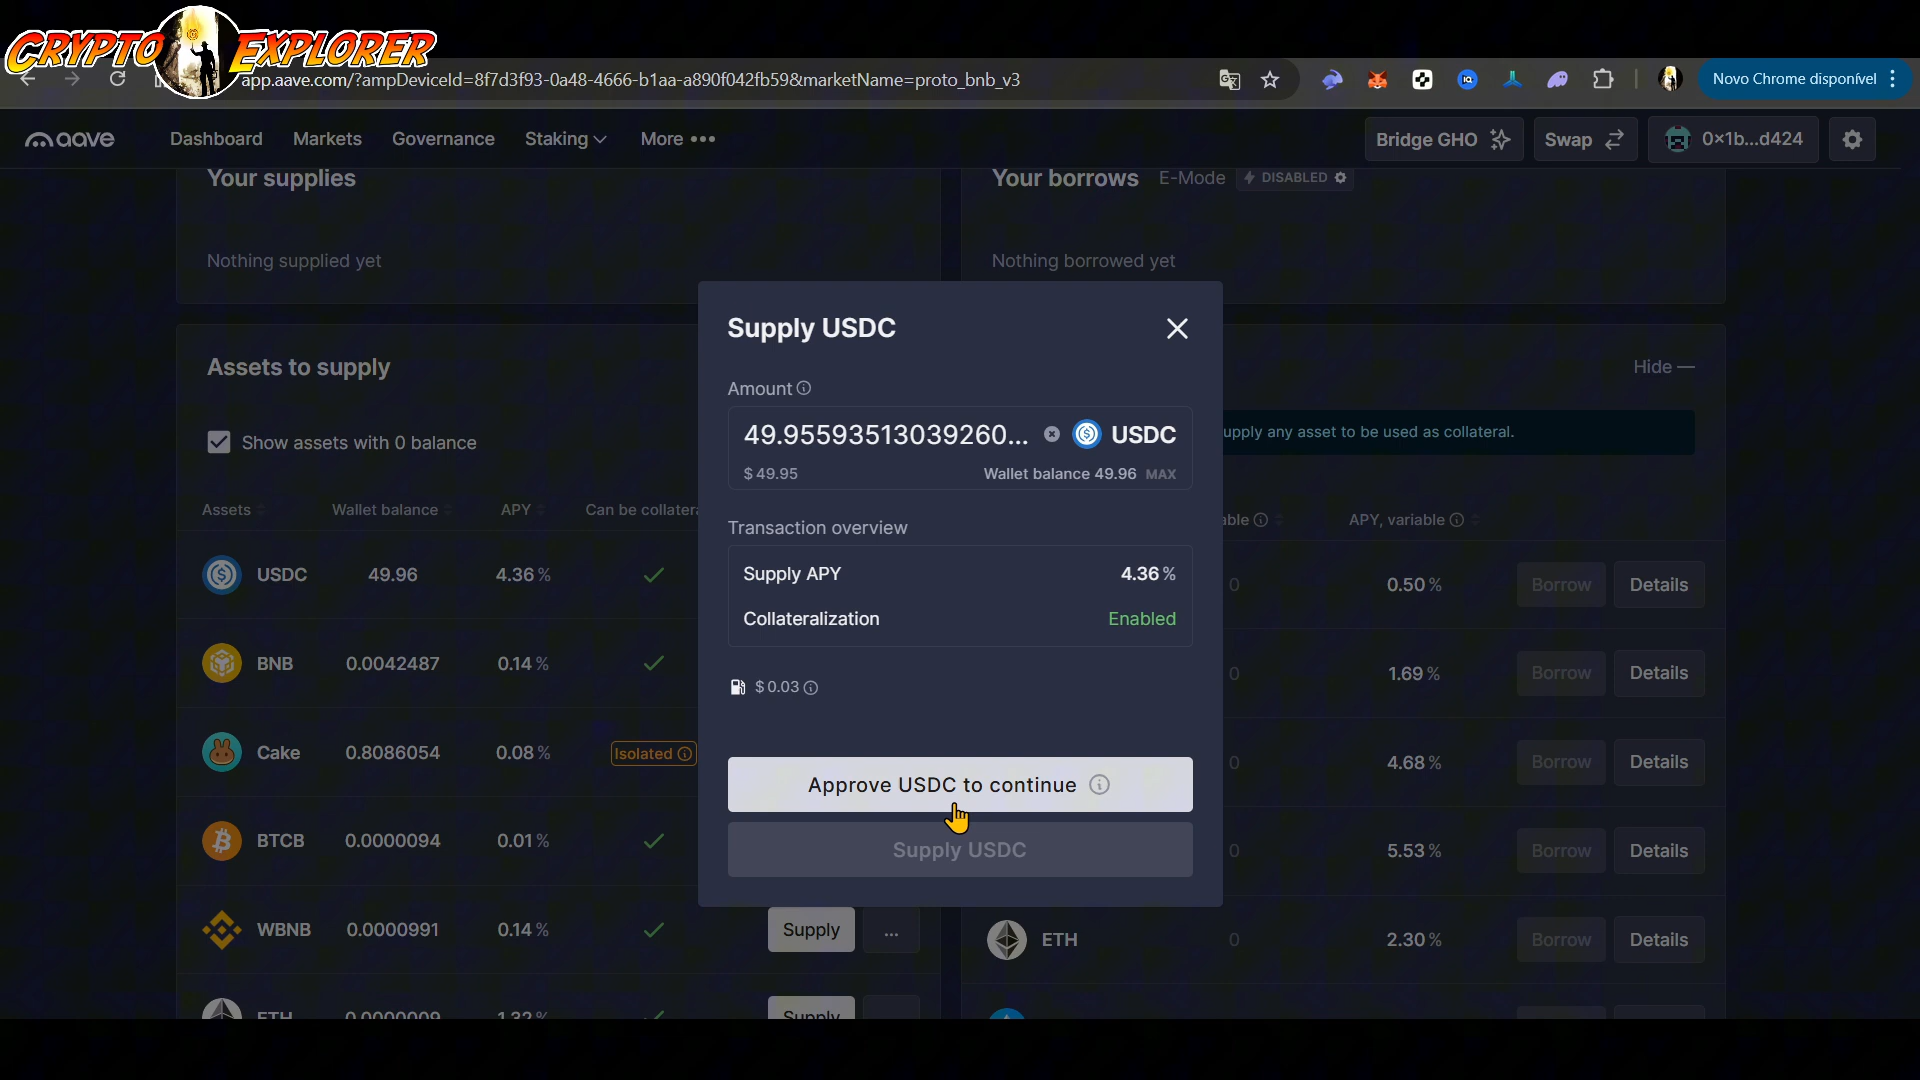 CRYPTO EXPLORER
app.aave.com/?ampDeviceId=8f7d3f93-0a48-4666-b1aa-a890f042fb59&marketName=proto_bnb_v3
Novo Chrome disponível
aave
Dashboard
Markets
Governance
Staking
More
Bridge GHO
Swap
0x1b...d424
Your supplies
Nothing supplied yet
Your borrows
E-Mode
DISABLED
Nothing borrowed yet
Assets to supply
Show assets with 0 balance
Assets
Wallet balance
APY
Can be collatera
USDC
49.96
4.36 %
BNB
0.0042487
0.14 %
Cake
0.8086054
0.08 %
Isolated
BTCB
0.0000094
0.01 %
WBNB
0.0000991
0.14 %
Supply
...
ETH
0.0000009
1.32 %
Supply
Supply USDC
Amount
49.95593513039260...
USDC
$ 49.95
Wallet balance 49.96 MAX
Transaction overview
Supply APY
4.36 %
Collateralization
Enabled
$ 0.03
Approve USDC to continue
Supply USDC
Hide —
upply any asset to be used as collateral.
able
APY, variable
0
0.50 %
Borrow
Details
0
1.69 %
Borrow
Details
0
4.68 %
Borrow
Details
0
5.53 %
Borrow
Details
ETH
0
2.30 %
Borrow
Details